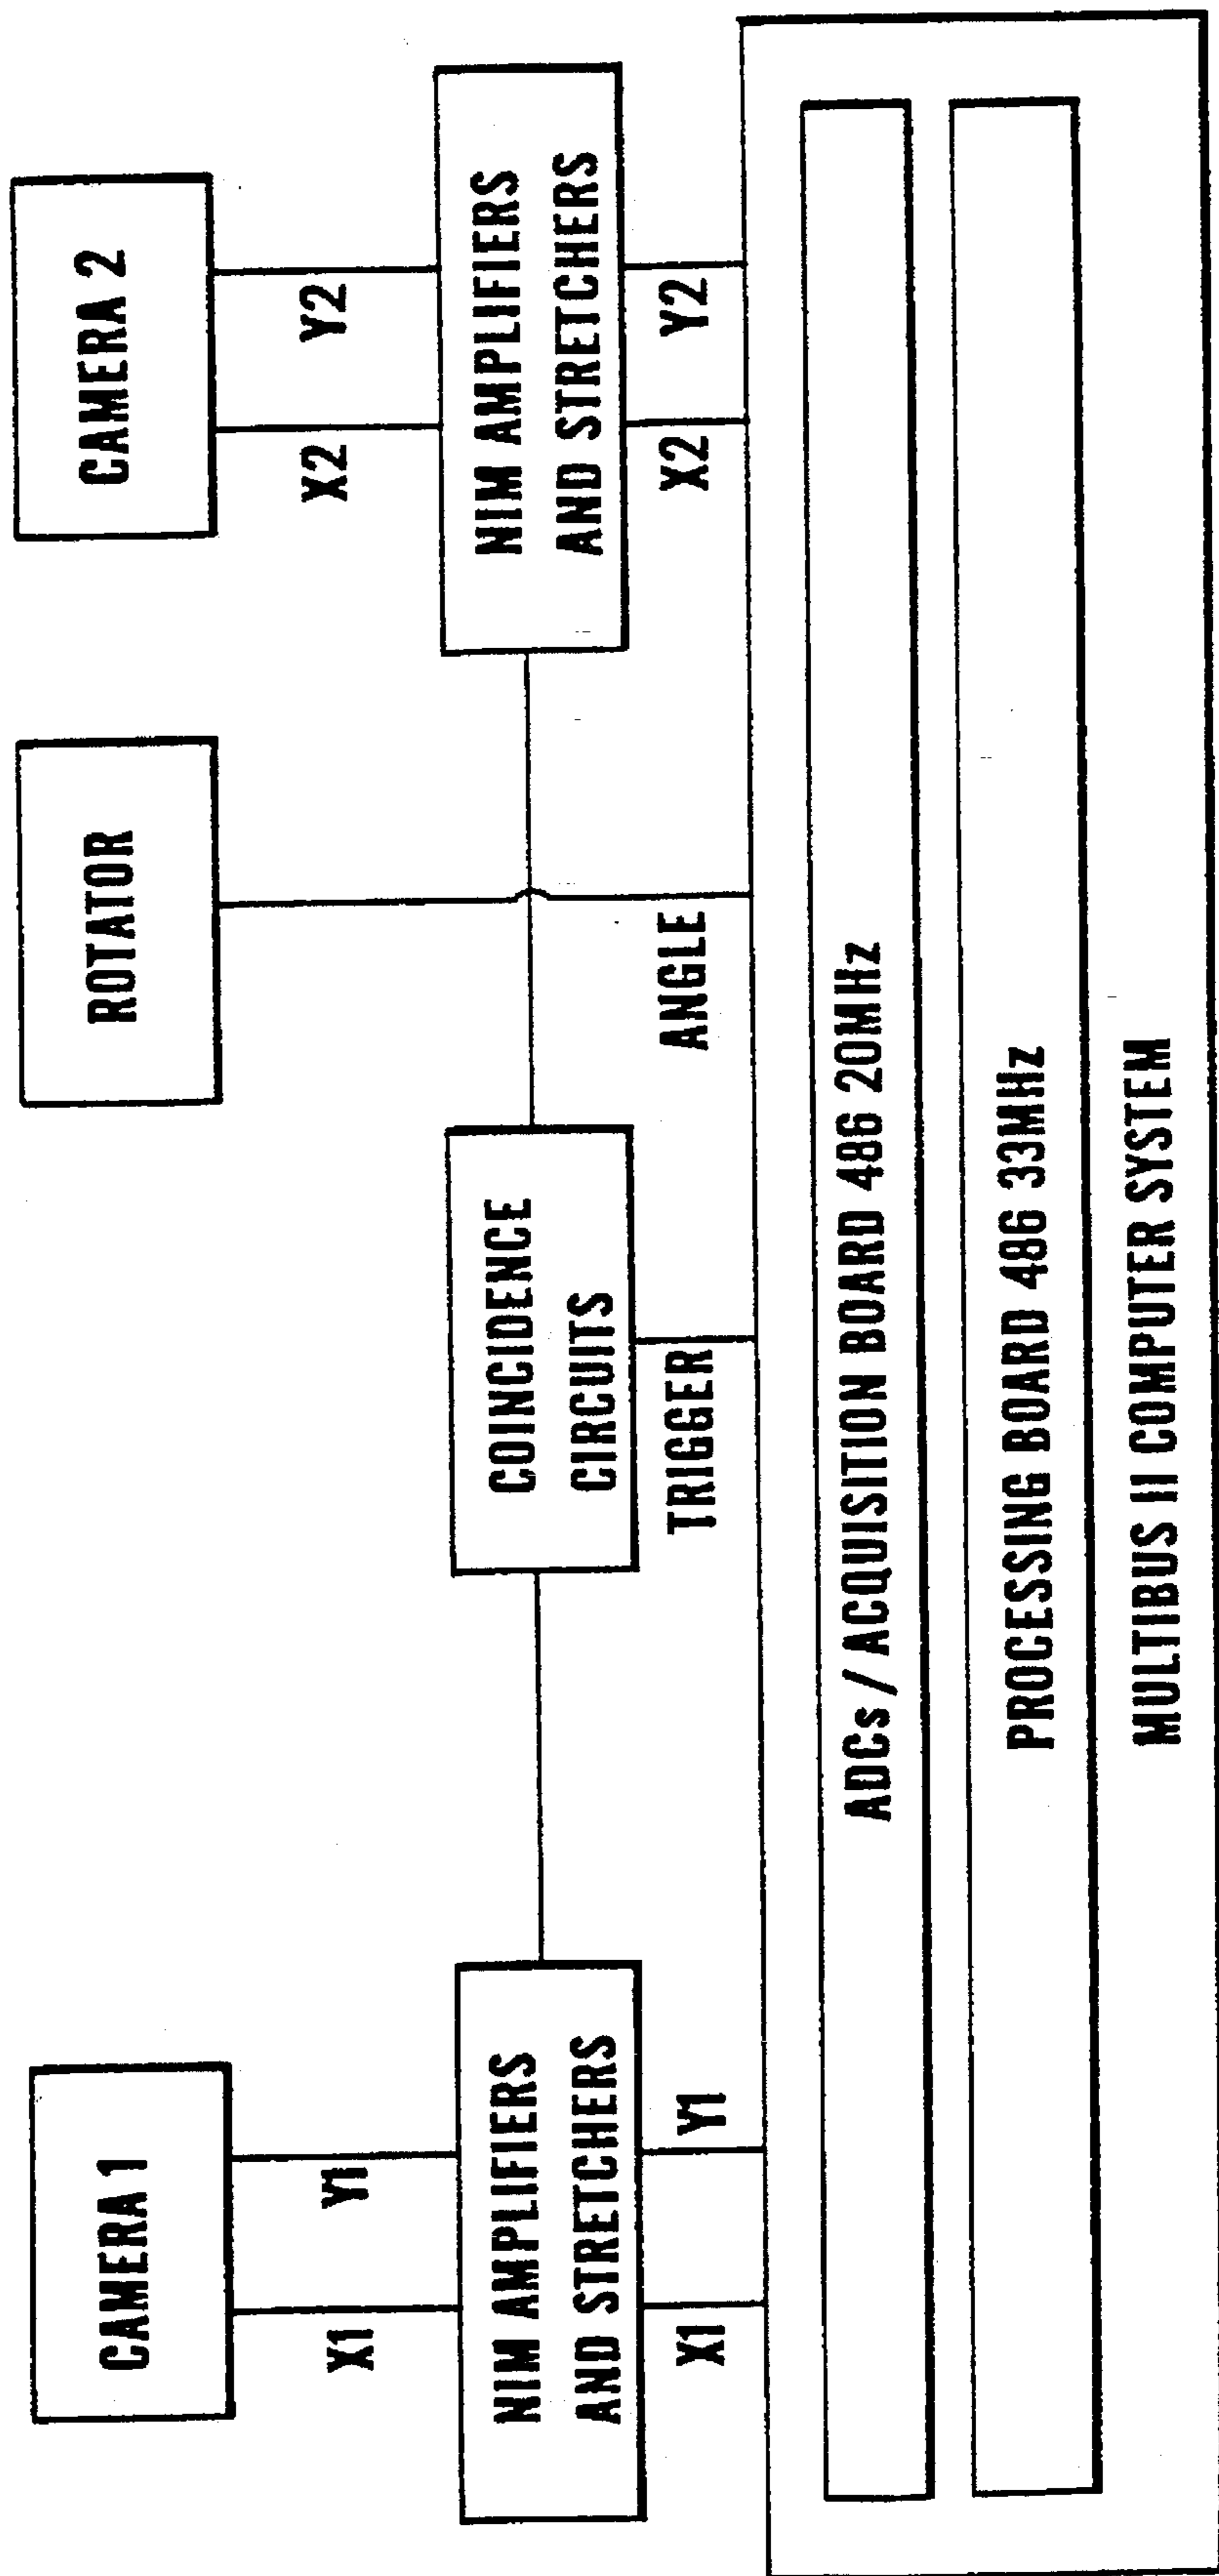 CAMERA 1
ROTATOR
CAMERA 2
X1
Y1
X2
Y2
NIM AMPLIFIERS
AND STRETCHERS
COINCIDENCE
CIRCUITS
NIM AMPLIFIERS
AND STRETCHERS
X1
Y1
TRIGGER
ANGLE
X2
Y2
ADCs / ACQUISITION BOARD 486 20MHz
PROCESSING BOARD 486 33MHz
MULTIBUS II COMPUTER SYSTEM